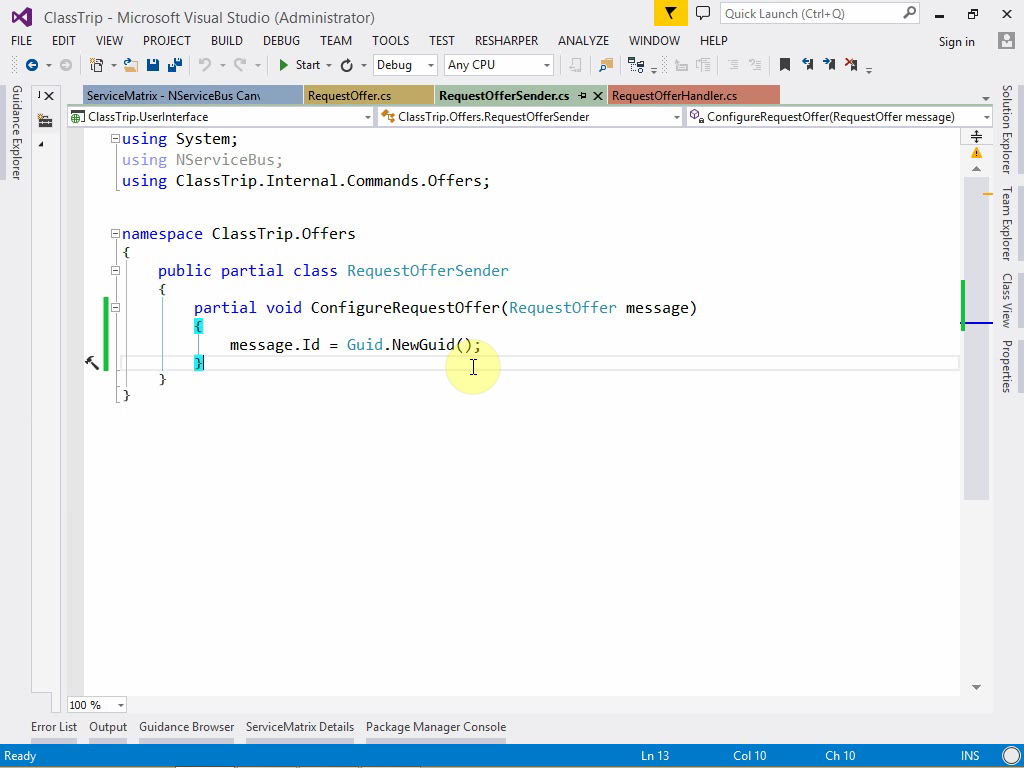 ClassTrip - Microsoft Visual Studio (Administrator)
Quick Launch (Ctrl+Q)
FILE EDIT VIEW PROJECT BUILD DEBUG TEAM TOOLS TEST RESHARPER ANALYZE WINDOW HELP
Sign in
Start Debug Any CPU
Guidance Explorer
ServiceMatrix - NServiceBus Can RequestOffer.cs RequestOfferSender.cs RequestOfferHandler.cs
ClassTrip.UserInterface ClassTrip.Offers.RequestOfferSender ConfigureRequestOffer(RequestOffer message)
using System;
using NServiceBus;
using ClassTrip.Internal.Commands.Offers;
namespace ClassTrip.Offers
{
public partial class RequestOfferSender
{
partial void ConfigureRequestOffer(RequestOffer message)
{
message.Id = Guid.NewGuid();
}
}
}
Solution Explorer
Team Explorer
Class View
Properties
100 %
Error List Output Guidance Browser ServiceMatrix Details Package Manager Console
Ready Ln 13 Col 10 Ch 10 INS